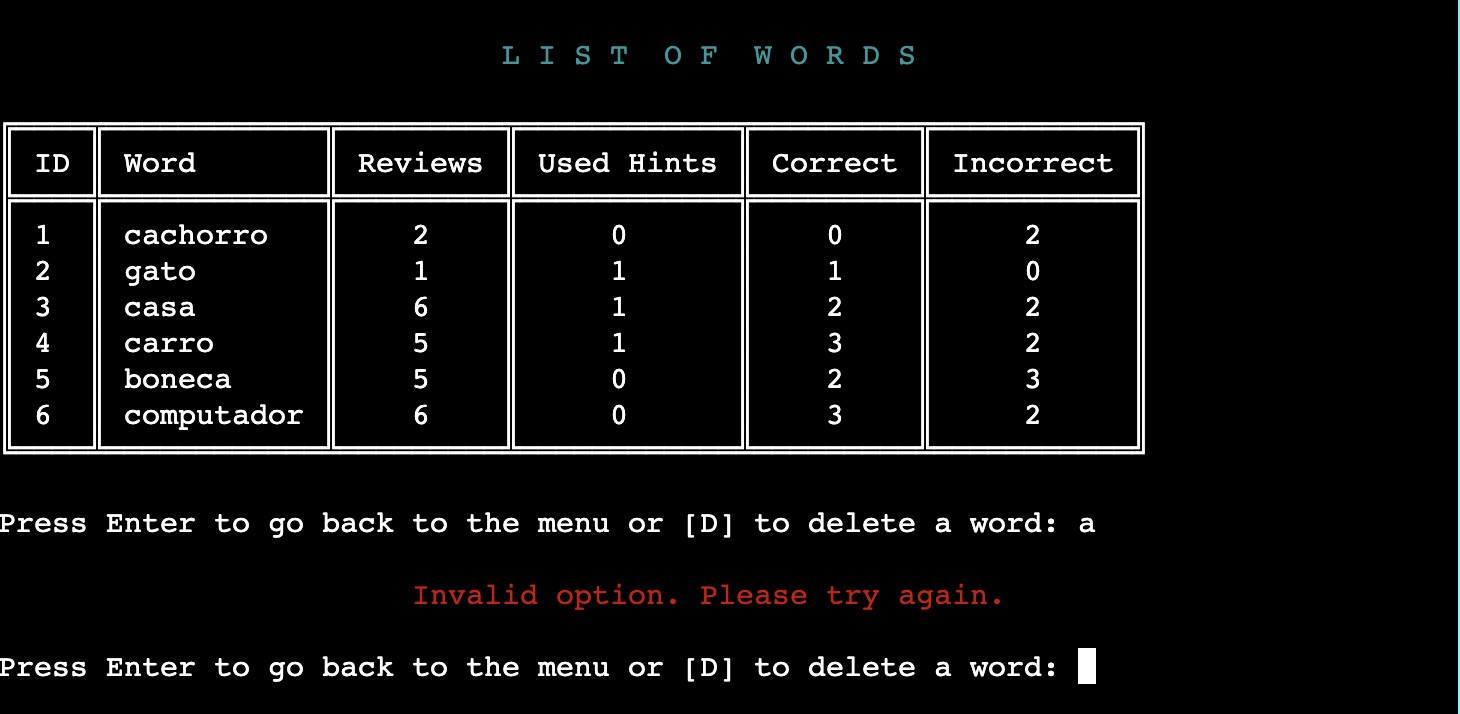 L I S T  O F  W O R D S
ID Word Reviews Used Hints Correct Incorrect
1 cachorro 2 0 0 2
2 gato 1 1 1 0
3 casa 6 1 2 2
4 carro 5 1 3 2
5 boneca 5 0 2 3
6 computador 6 0 3 2
Press Enter to go back to the menu or [D] to delete a word: a
Invalid option. Please try again.
Press Enter to go back to the menu or [D] to delete a word: